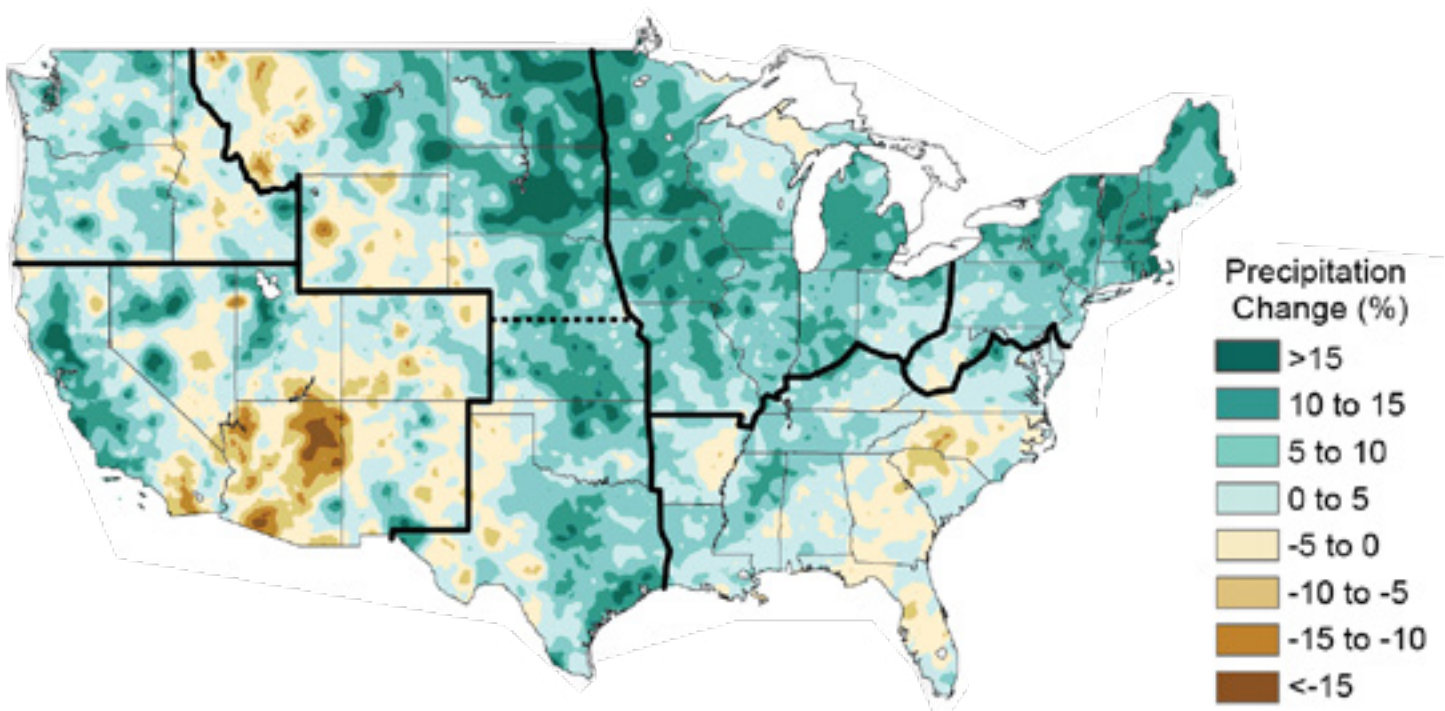 Precipitation
Change (%)
>15
10 to 15
5 to 10
0 to 5
-5 to 0
-10 to -5
-15 to -10
<-15